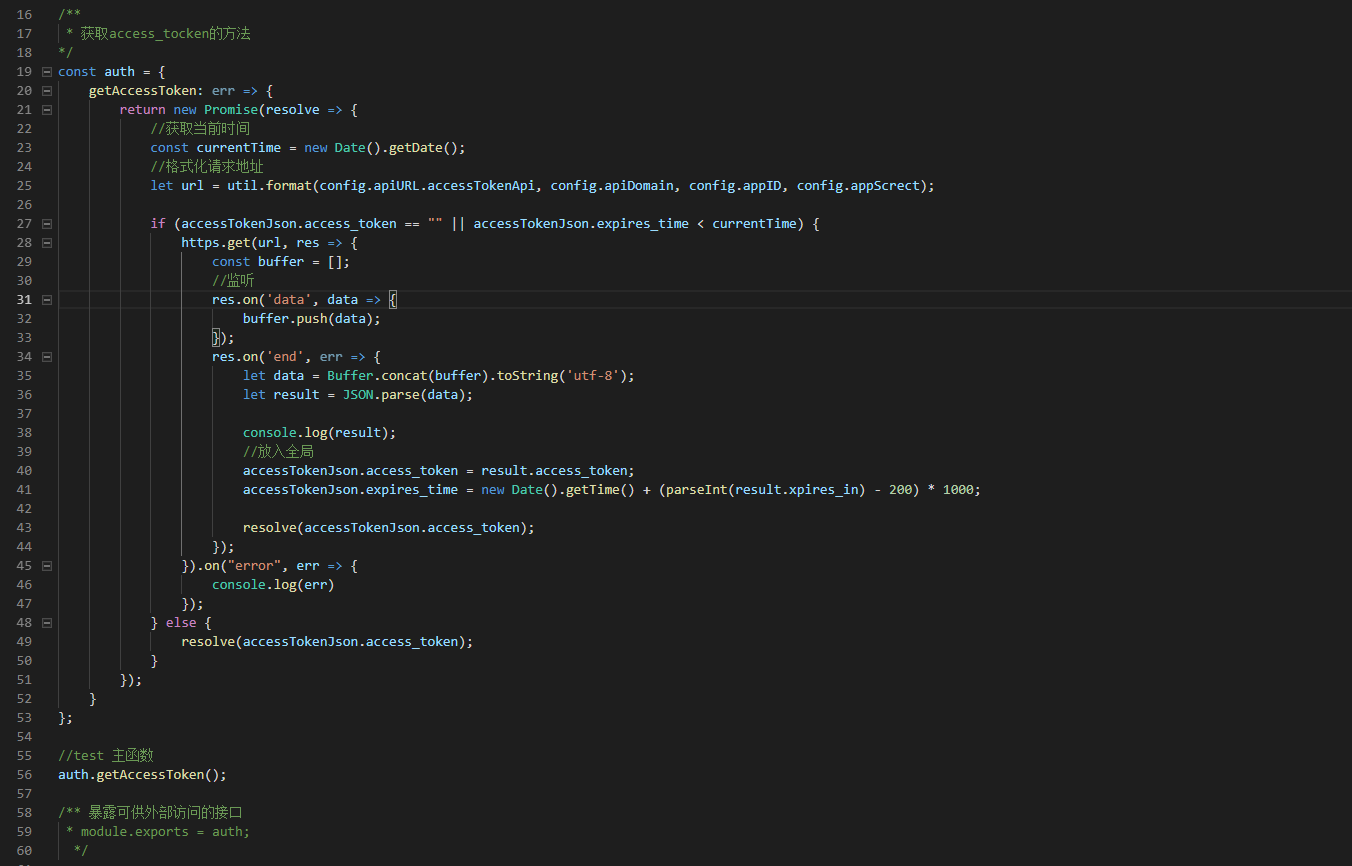 16 /**
17  * 获取access_tocken的方法
18 */
19 const auth = {
20     getAccessToken: err => {
21         return new Promise(resolve => {
22             //获取当前时间
23             const currentTime = new Date().getDate();
24             //格式化请求地址
25             let url = util.format(config.apiURL.accessTokenApi, config.apiDomain, config.appID, config.appScrect);
26
27             if (accessTokenJson.access_token == "" || accessTokenJson.expires_time < currentTime) {
28                 https.get(url, res => {
29                     const buffer = [];
30                     //监听
31                     res.on('data', data => {
32                         buffer.push(data);
33                     });
34                     res.on('end', err => {
35                         let data = Buffer.concat(buffer).toString('utf-8');
36                         let result = JSON.parse(data);
37
38                         console.log(result);
39                         //放入全局
40                         accessTokenJson.access_token = result.access_token;
41                         accessTokenJson.expires_time = new Date().getTime() + (parseInt(result.xpires_in) - 200) * 1000;
42
43                         resolve(accessTokenJson.access_token);
44                     });
45                 }).on("error", err => {
46                     console.log(err)
47                 });
48             } else {
49                 resolve(accessTokenJson.access_token);
50             }
51         });
52     }
53 };
54
55 //test 主函数
56 auth.getAccessToken();
57
58 /** 暴露可供外部访问的接口
59  * module.exports = auth;
60   */